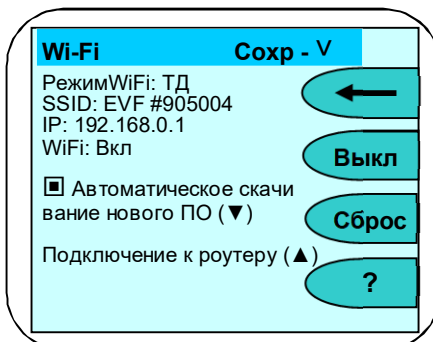 Wi-Fi Сохр - V
РежимWiFi: ТД
SSID: EVF #905004
IP: 192.168.0.1
WiFi: Вкл
Выкл
Автоматическое скачи
вание нового ПО (▼)
Сброс
Подключение к роутеру (▲)
?